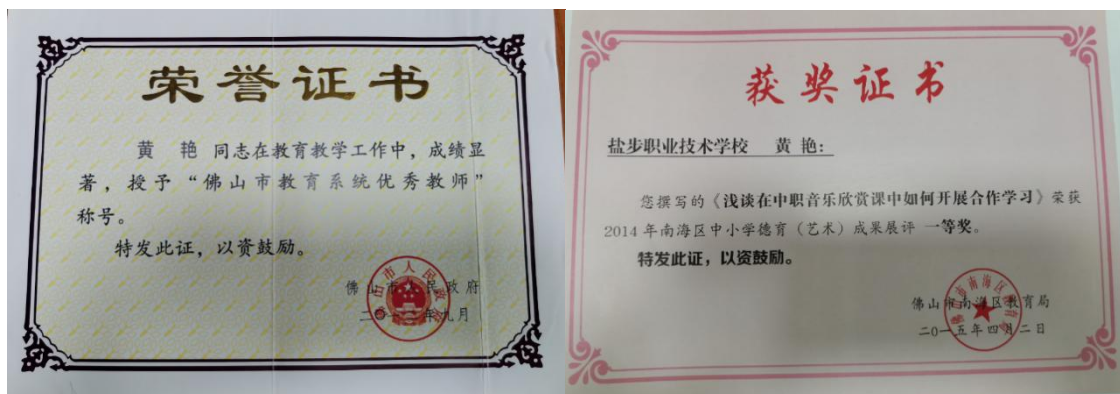 荣誉证书
黄 艳 同志在教育教学工作中，成绩显
著，授予“佛山市教育系统优秀教师”
称号。
特发此证，以资鼓励。
佛山市人民政府
年九月
获奖证书
盐步职业技术学校 黄 艳：
您撰写的《浅谈在中职音乐欣赏课中如何开展合作学习》荣获
2014年南海区中小学德育（艺术）成果展评 一等奖。
特发此证，以资鼓励。
佛山市南海区教育局
二〇一五年四月二日